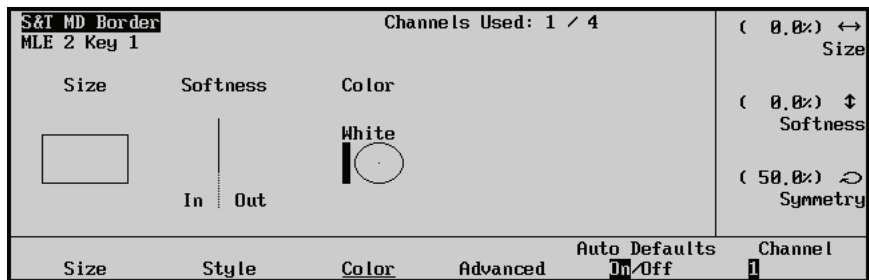 S&T MD Border Channels Used: 1 / 4
MLE 2 Key 1
( 0.0%) ↔
Size
Size Softness Color
( 0.0%) ↕
Softness
White
( 50.0%)
Symmetry
In Out
Auto Defaults Channel
Size Style Color Advanced On/Off 1